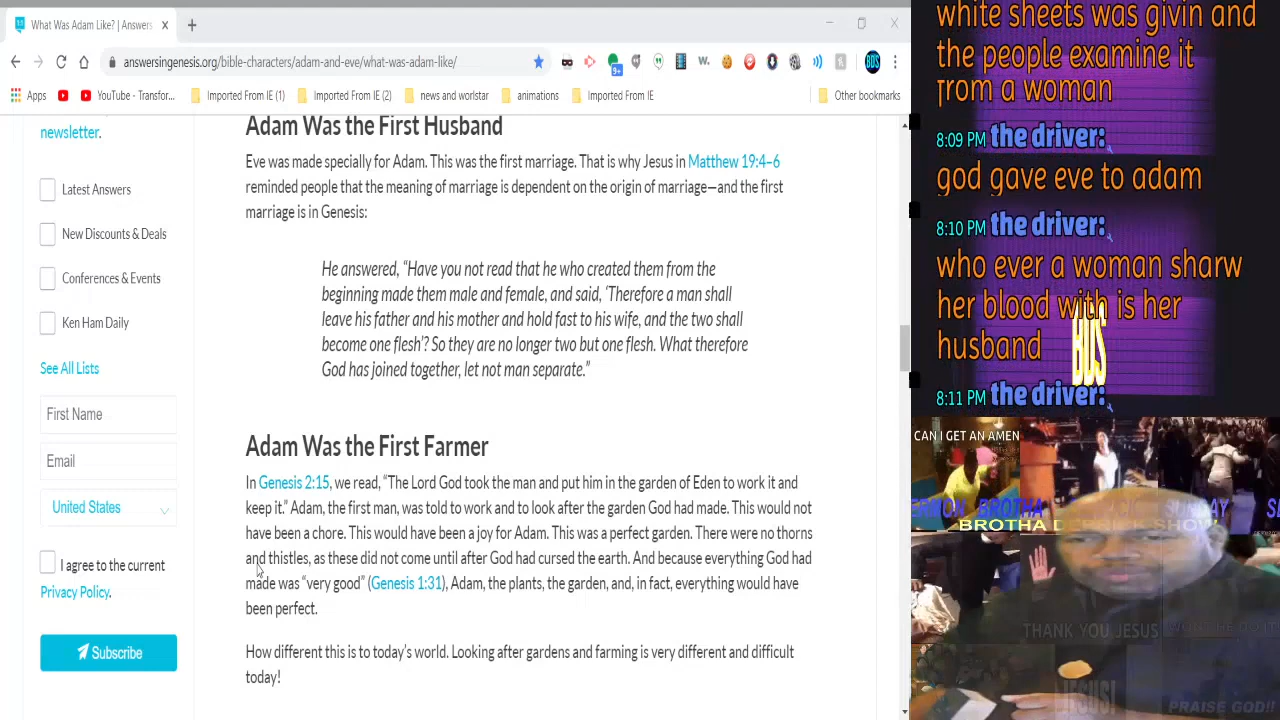 What Was Adam Like? | Answers
answersingenesis.org/bible-characters/adam-and-eve/what-was-adam-like/
9+
W.
BDS
Apps
YouTube - Transfor...
Imported From IE (1)
Imported From IE (2)
news and worlstar
animations
Imported From IE
Other bookmarks
newsletter.
Latest Answers
New Discounts & Deals
Conferences & Events
Ken Ham Daily
See All Lists
First Name
Email
United States
I agree to the current
Privacy Policy.
Subscribe
Adam Was the First Husband
Eve was made specially for Adam. This was the first marriage. That is why Jesus in Matthew 19:4–6
reminded people that the meaning of marriage is dependent on the origin of marriage—and the first
marriage is in Genesis:
He answered, “Have you not read that he who created them from the
beginning made them male and female, and said, ‘Therefore a man shall
leave his father and his mother and hold fast to his wife, and the two shall
become one flesh’? So they are no longer two but one flesh. What therefore
God has joined together, let not man separate.”
Adam Was the First Farmer
In Genesis 2:15, we read, “The Lord God took the man and put him in the garden of Eden to work it and
keep it.” Adam, the first man, was told to work and to look after the garden God had made. This would not
have been a chore. This would have been a joy for Adam. This was a perfect garden. There were no thorns
and thistles, as these did not come until after God had cursed the earth. And because everything God had
made was “very good” (Genesis 1:31), Adam, the plants, the garden, and, in fact, everything would have
been perfect.
How different this is to today’s world. Looking after gardens and farming is very different and difficult
today!
white sheets was givin and
the people examine it
from a woman
8:09 PM the driver:
god gave eve to adam
8:10 PM the driver:
who ever a woman sharw
her blood with is her
husband
BDS
8:11 PM the driver:
CAN I GET AN AMEN
BROTHA
BROTHA DERRICK SHOW
THANK YOU JESUS
JESUS!
PRAISE GOD!!